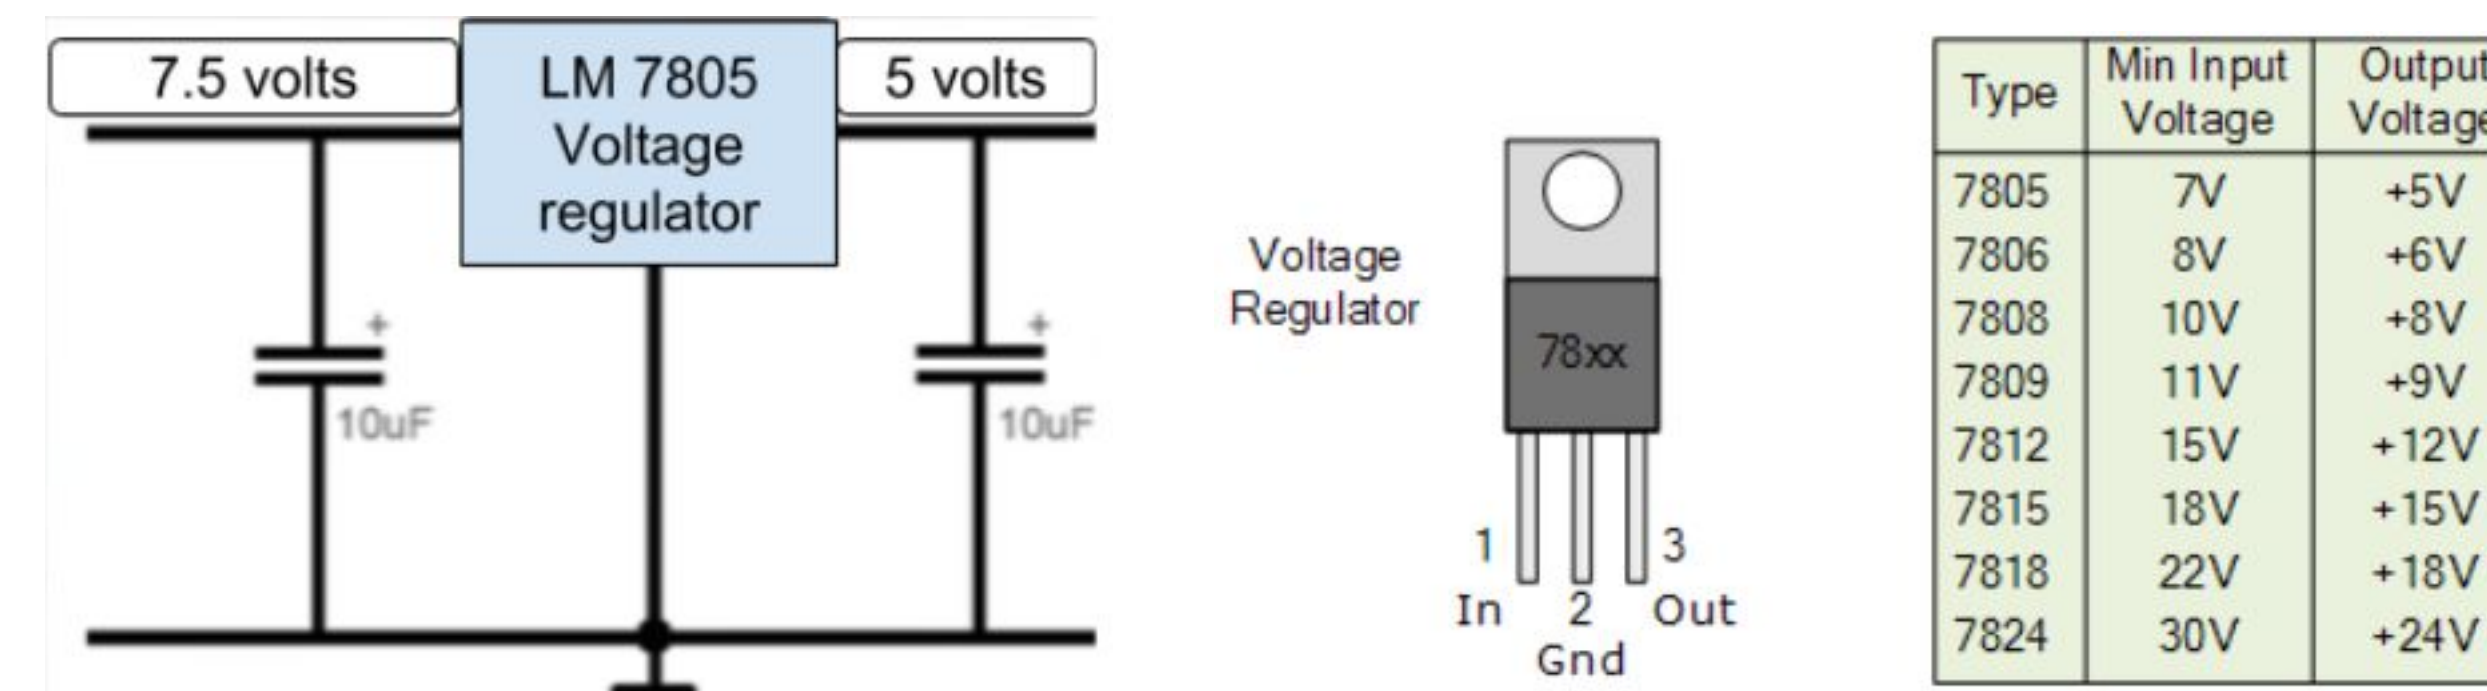 7.5 volts
LM 7805
Voltage
regulator
5 volts
+
10uF
+
10uF
Voltage
Regulator
78xx
1
3
In
2
Out
Gnd
Type
Min Input
Voltage
Output
Voltage
7805 7V +5V
7806 8V +6V
7808 10V +8V
7809 11V +9V
7812 15V +12V
7815 18V +15V
7818 22V +18V
7824 30V +24V